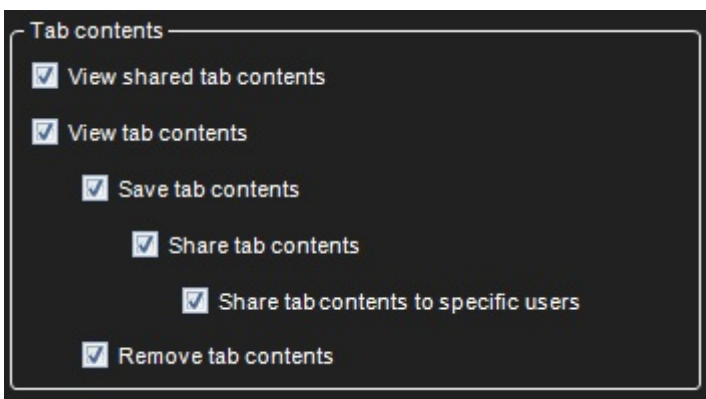 Tab contents
View shared tab contents
View tab contents
Save tab contents
Share tab contents
Share tab contents to specific users
Remove tab contents